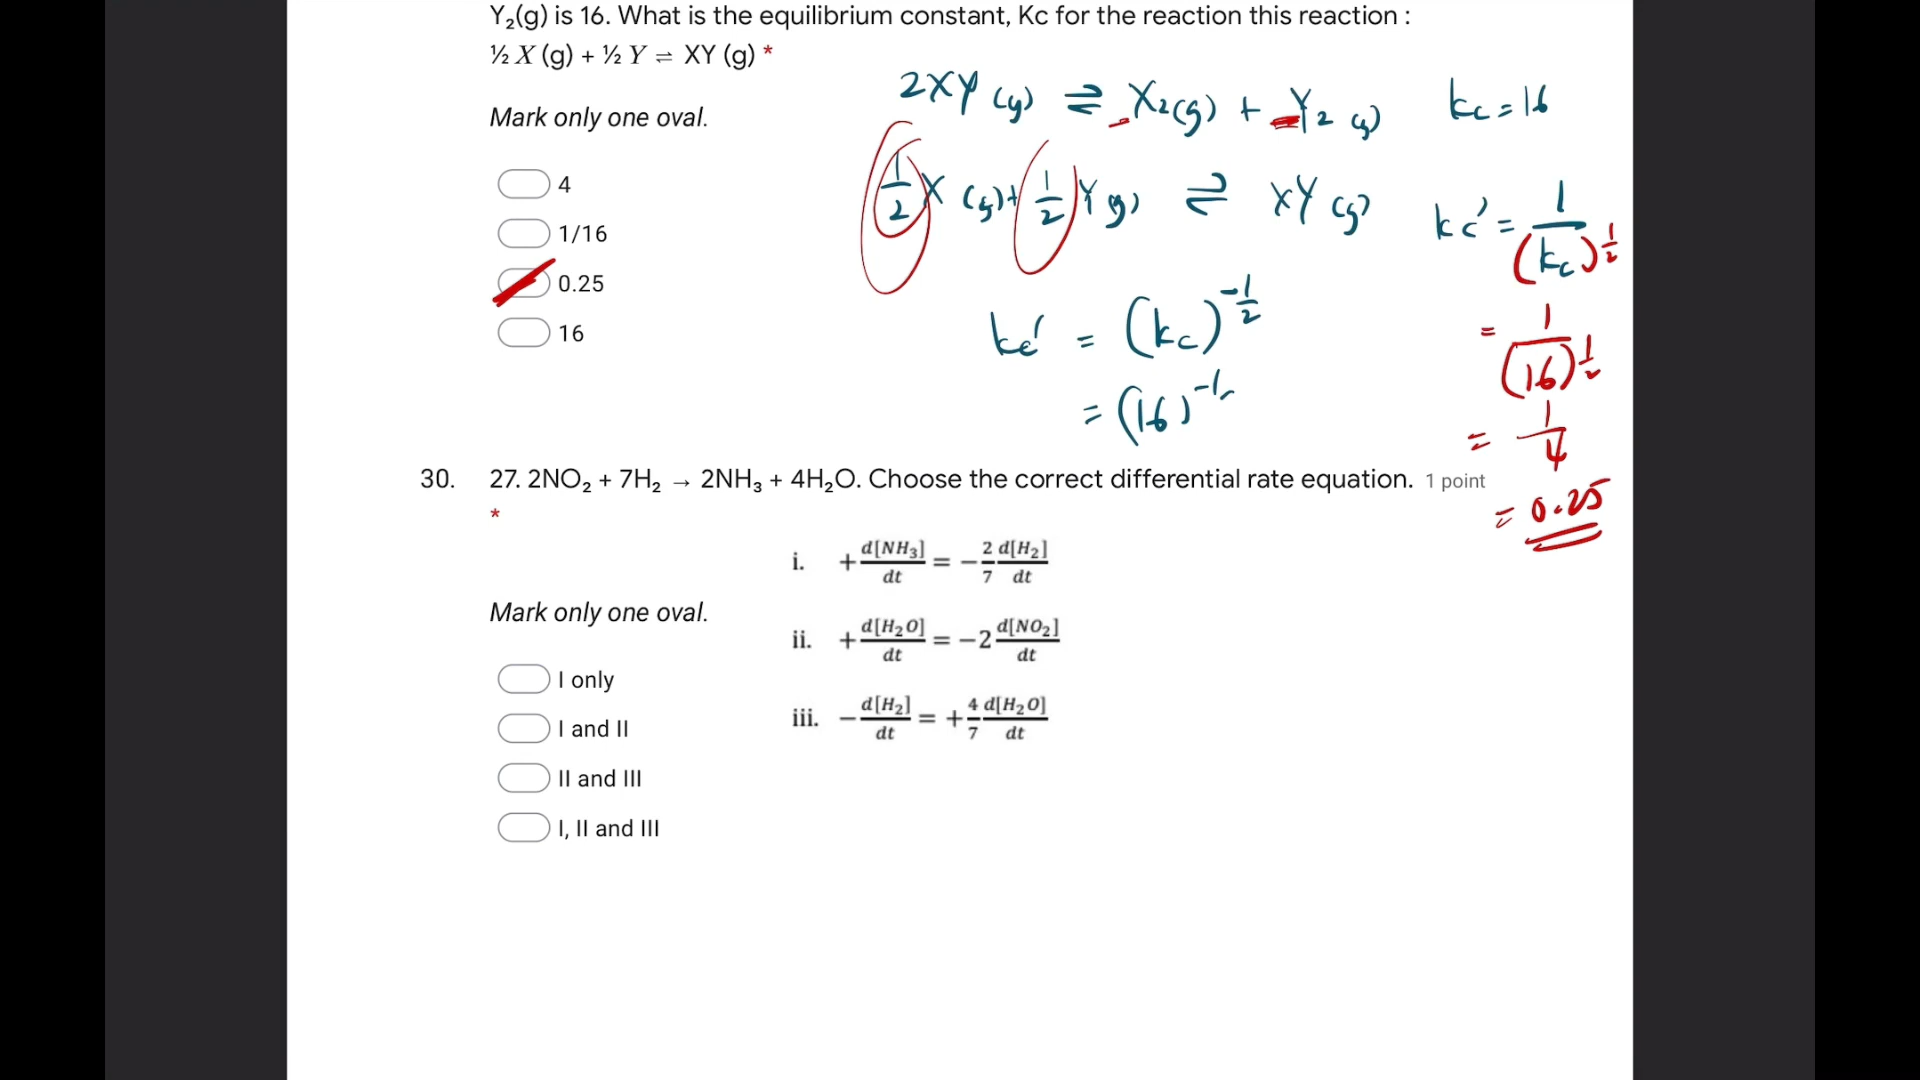 Y₂(g) is 16. What is the equilibrium constant, Kc for the reaction this reaction :
½ X (g) + ½ Y ⇌ XY (g) *
2XY (g) ⇌ X₂(g) + Y₂ (g) kc = 16
Mark only one oval.
4
1/16
0.25
16
1/2 X (g) + 1/2 Y (g) ⇌ XY (g) kc' = 1/(kc)^1/2
kc' = (kc)^-1/2
= 1/(16)^1/2
= (16)^-1/2
= 1/4
= 0.25
30. 27. 2NO₂ + 7H₂ → 2NH₃ + 4H₂O. Choose the correct differential rate equation. 1 point
*
i. +d[NH₃]/dt = −2/7 d[H₂]/dt
Mark only one oval.
ii. +d[H₂O]/dt = −2 d[NO₂]/dt
I only
iii. −d[H₂]/dt = +4/7 d[H₂O]/dt
I and II
II and III
I, II and III